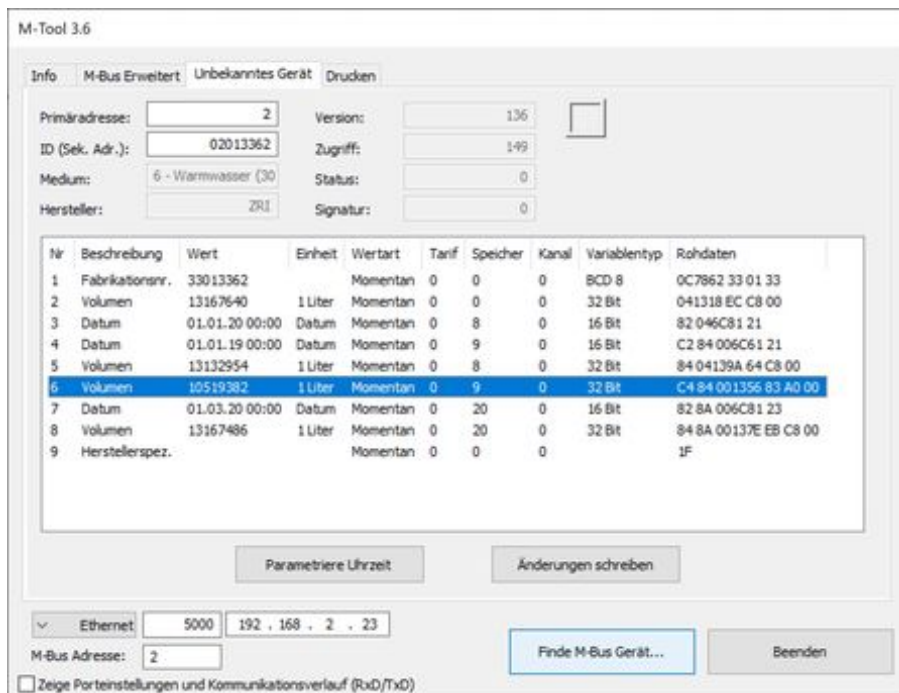 M-Tool 3.6
Info M-Bus Erweitert Unbekanntes Gerät Drucken
Primäradresse: 2 Version: 136
ID (Sek. Adr.): 02013362 Zugriff: 149
Medium: 6 - Warmwasser (30 Status: 0
Hersteller: ZRI Signatur: 0
Nr Beschreibung Wert Einheit Wertart Tarif Speicher Kanal Variablentyp Rohdaten
1 Fabrikationsnr. 33013362 Momentan 0 0 0 BCD 8 0C7862 33 01 33
2 Volumen 13167640 1 Liter Momentan 0 0 0 32 Bit 041318 EC C8 00
3 Datum 01.01.20 00:00 Datum Momentan 0 8 0 16 Bit 82 046C81 21
4 Datum 01.01.19 00:00 Datum Momentan 0 9 0 16 Bit C2 84 006C61 21
5 Volumen 13132954 1 Liter Momentan 0 8 0 32 Bit 84 04139A 64 C8 00
6 Volumen 10519382 1 Liter Momentan 0 9 0 32 Bit C4 84 001356 83 A0 00
7 Datum 01.03.20 00:00 Datum Momentan 0 20 0 16 Bit 82 8A 006C81 23
8 Volumen 13167486 1 Liter Momentan 0 20 0 32 Bit 84 8A 00137E EB C8 00
9 Herstellerspez. Momentan 0 0 0 1F
Parametriere Uhrzeit Änderungen schreiben
Ethernet 5000 192 . 168 . 2 . 23
M-Bus Adresse: 2 Finde M-Bus Gerät... Beenden
Zeige Porteinstellungen und Kommunikationsverlauf (RxD/TxD)